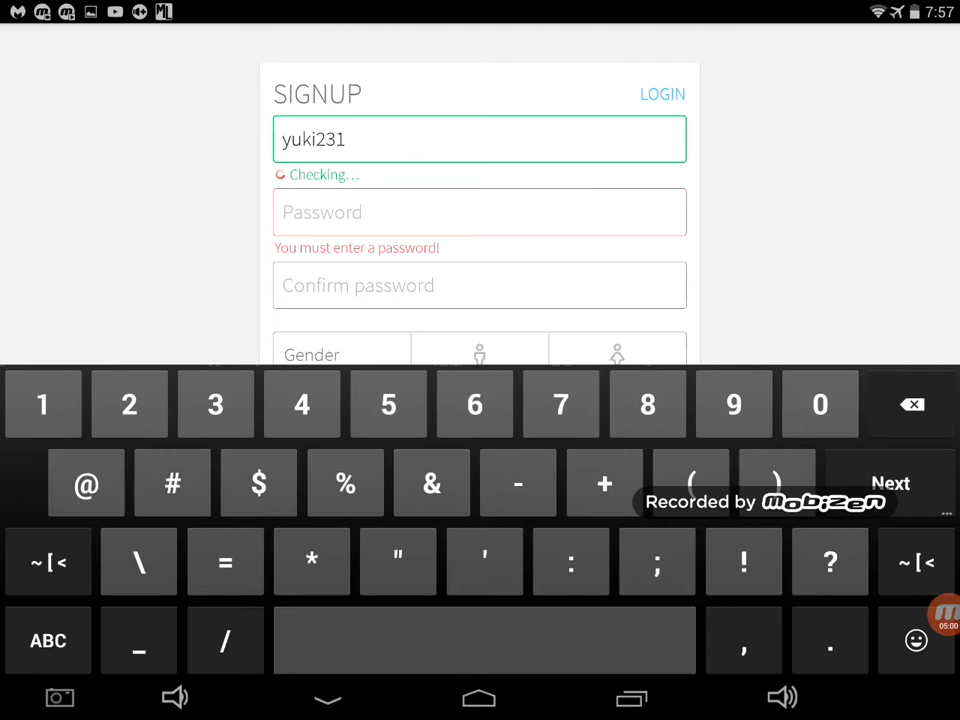 7:57
SIGNUP LOGIN
yuki231
Checking...
Password
You must enter a password!
Confirm password
Gender
1 2 3 4 5 6 7 8 9 0
@ # $ % & - + ( ) Next
...
~ [ < \ = * " ' : ; ! ? ~ [ <
ABC _ / , .
Recorded by mobizen
05:00